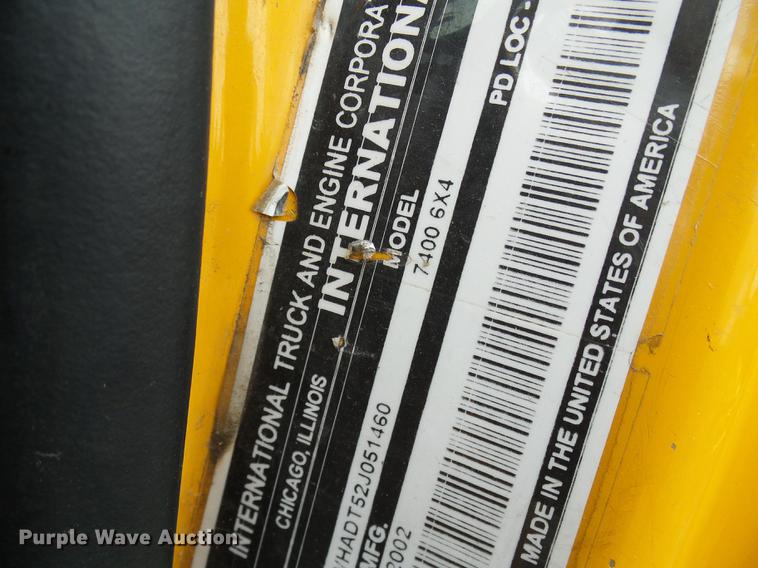 INTERNATIONAL TRUCK AND ENGINE CORPORA
CHICAGO, ILLINOIS
INTERNATIONA
MODEL
7400 6X4
HADT52J051460
MFG.
2002
PD LOC -
MADE IN THE UNITED STATES OF AMERICA
Purple Wave Auction